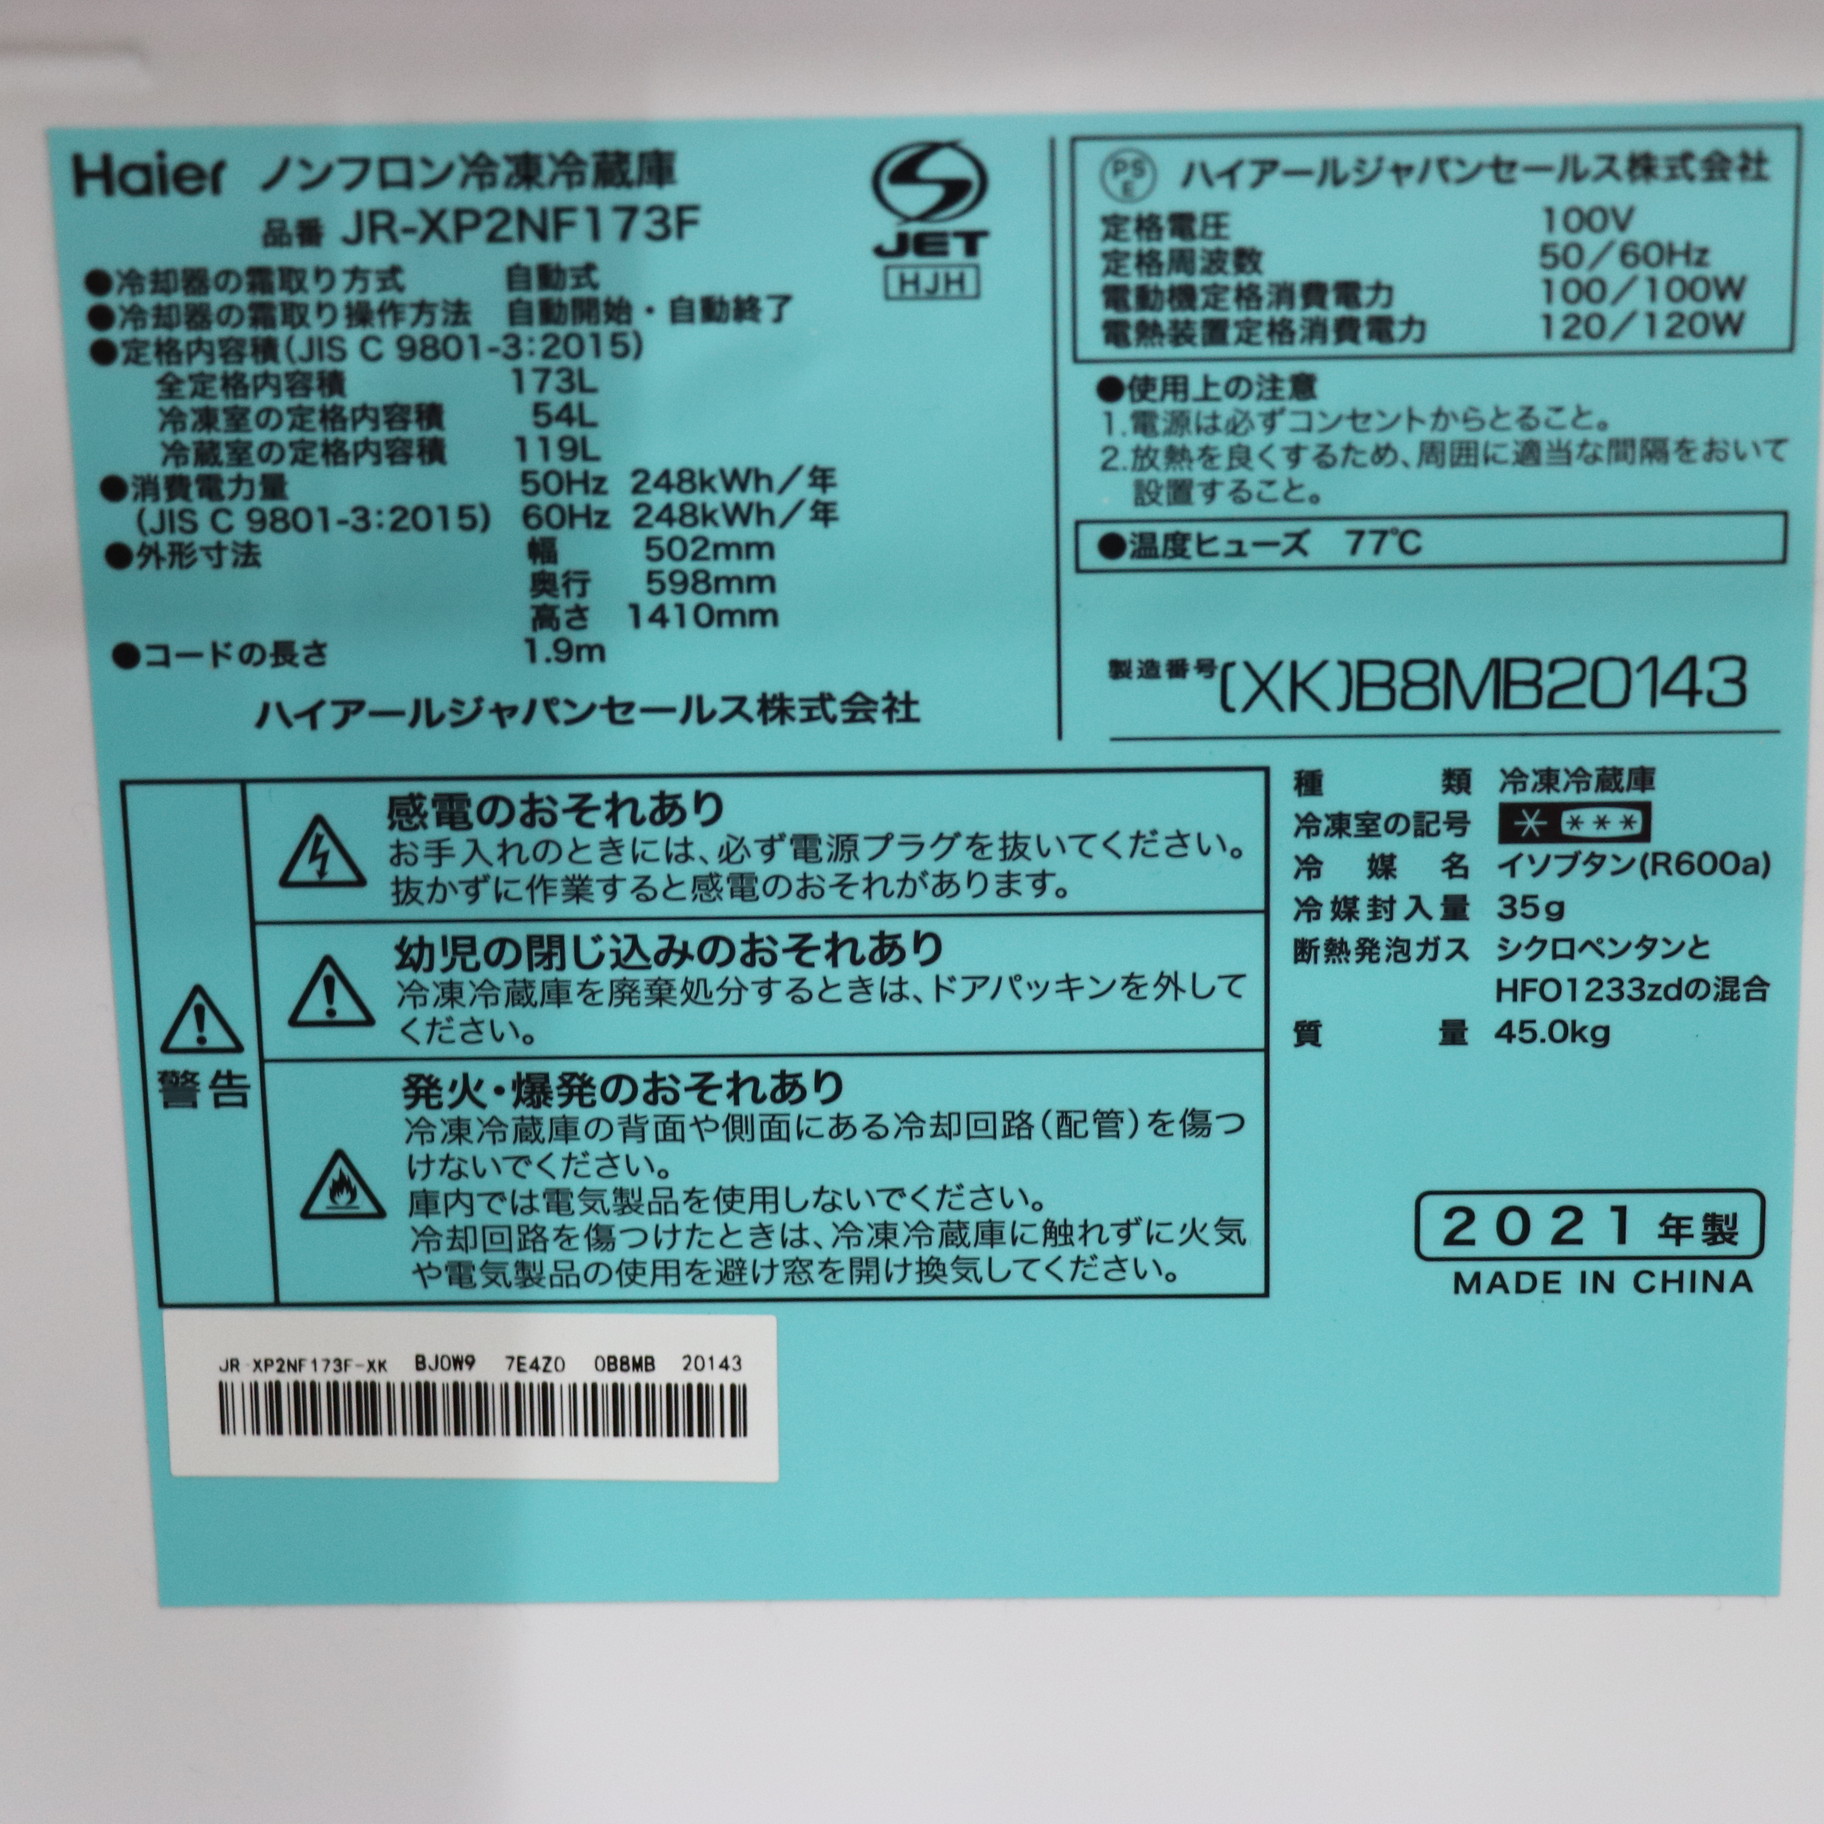 Haier ノンフロン冷凍冷蔵庫
品番 JR-XP2NF173F
●冷却器の霜取り方式 自動式
●冷却器の霜取り操作方法 自動開始・自動終了
●定格内容積(JIS C 9801-3:2015)
全定格内容積 173L
冷凍室の定格内容積 54L
冷蔵室の定格内容積 119L
●消費電力量 50Hz 248kWh/年
(JIS C 9801-3:2015) 60Hz 248kWh/年
●外形寸法 幅 502mm
奥行 598mm
高さ 1410mm
●コードの長さ 1.9m
ハイアールジャパンセールス株式会社
JET
HJH
PS
E
ハイアールジャパンセールス株式会社
定格電圧 100V
定格周波数 50/60Hz
電動機定格消費電力 100/100W
電熱装置定格消費電力 120/120W
●使用上の注意
1.電源は必ずコンセントからとること。
2.放熱を良くするため、周囲に適当な間隔をおいて
設置すること。
●温度ヒューズ 77℃
製造番号 (XK)B8MB20143
警告
感電のおそれあり
お手入れのときには、必ず電源プラグを抜いてください。
抜かずに作業すると感電のおそれがあります。
幼児の閉じ込みのおそれあり
冷凍冷蔵庫を廃棄処分するときは、ドアパッキンを外して
ください。
発火・爆発のおそれあり
冷凍冷蔵庫の背面や側面にある冷却回路(配管)を傷つ
けないでください。
庫内では電気製品を使用しないでください。
冷却回路を傷つけたときは、冷凍冷蔵庫に触れずに火気
や電気製品の使用を避け窓を開け換気してください。
種類 冷凍冷蔵庫
冷凍室の記号 * ***
冷媒名 イソブタン(R600a)
冷媒封入量 35g
断熱発泡ガス シクロペンタンと
HFO1233zdの混合
質量 45.0kg
2021年製
MADE IN CHINA
JR-XP2NF173F-XK BJ0W9 7E4Z0 0B8MB 20143